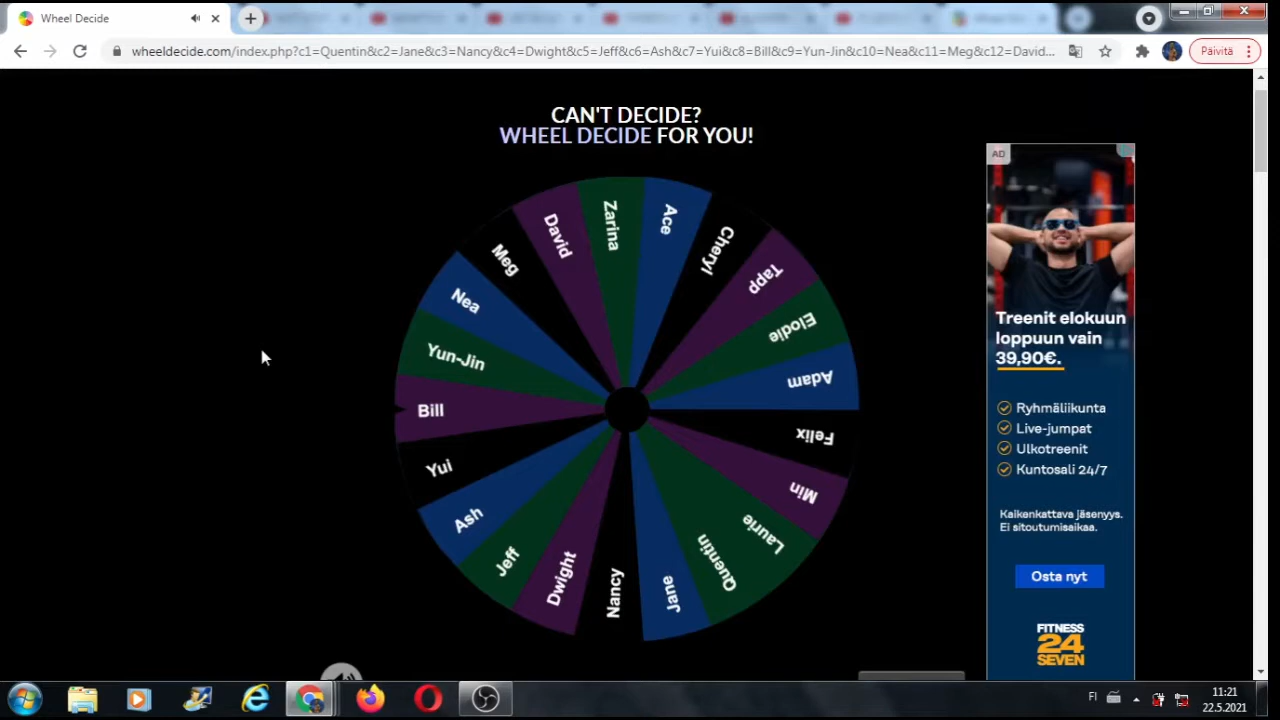 Wheel Decide
wheeldecide.com/index.php?c1=Quentin&c2=Jane&c3=Nancy&c4=Dwight&c5=Jeff&c6=Ash&c7=Yui&c8=Bill&c9=Yun-Jin&c10=Nea&c11=Meg&c12=David...
Päivitä
CAN'T DECIDE?
WHEEL DECIDE FOR YOU!
Zarina
Ace
Cheryl
Tapp
Elodie
Adam
Felix
Min
Laurie
Quentin
Jane
Nancy
Dwight
Jeff
Ash
Yui
Bill
Yun-Jin
Nea
Meg
David
AD
Treenit elokuun
loppuun vain
39,90€.
Ryhmäliikunta
Live-jumpat
Ulkotreenit
Kuntosali 24/7
Kaikenkattava jäsenyys.
Ei sitoutumisaikaa.
Osta nyt
FITNESS
24
SEVEN
FI
11:21
22.5.2021